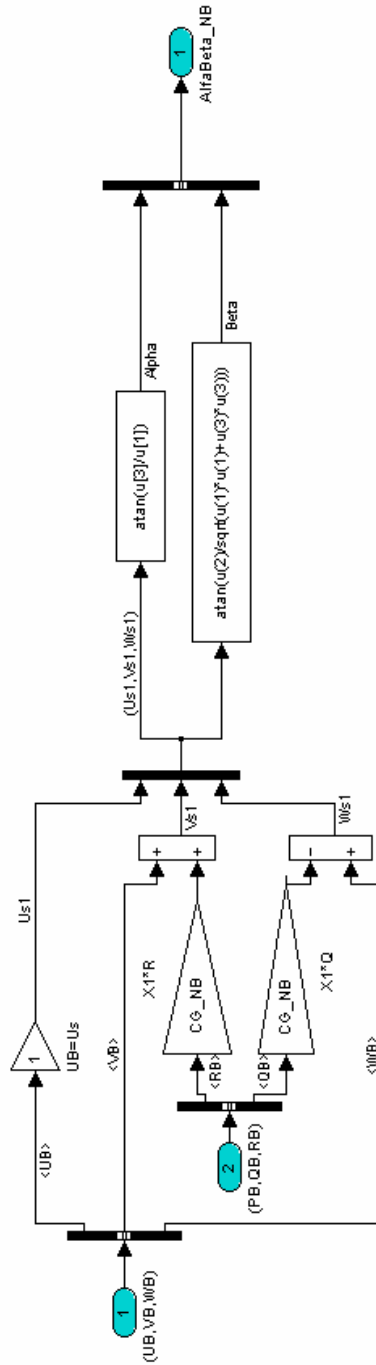 1
(UB,VB,WB)
<UB>
1
UB=Us
Us1
<VB>
2
(PB,QB,RB)
<RB>
CG_NB
X1*R
+
+
Vs1
<QB>
CG_NB
X1*Q
-
+
Ws1
<WB>
(Us1,Vs1,Ws1)
atan(u[3]/u[1])
Alpha
atan(u(2)/sqrt(u(1)*u(1)+u(3)*u(3)))
Beta
1
AlfaBeta_NB